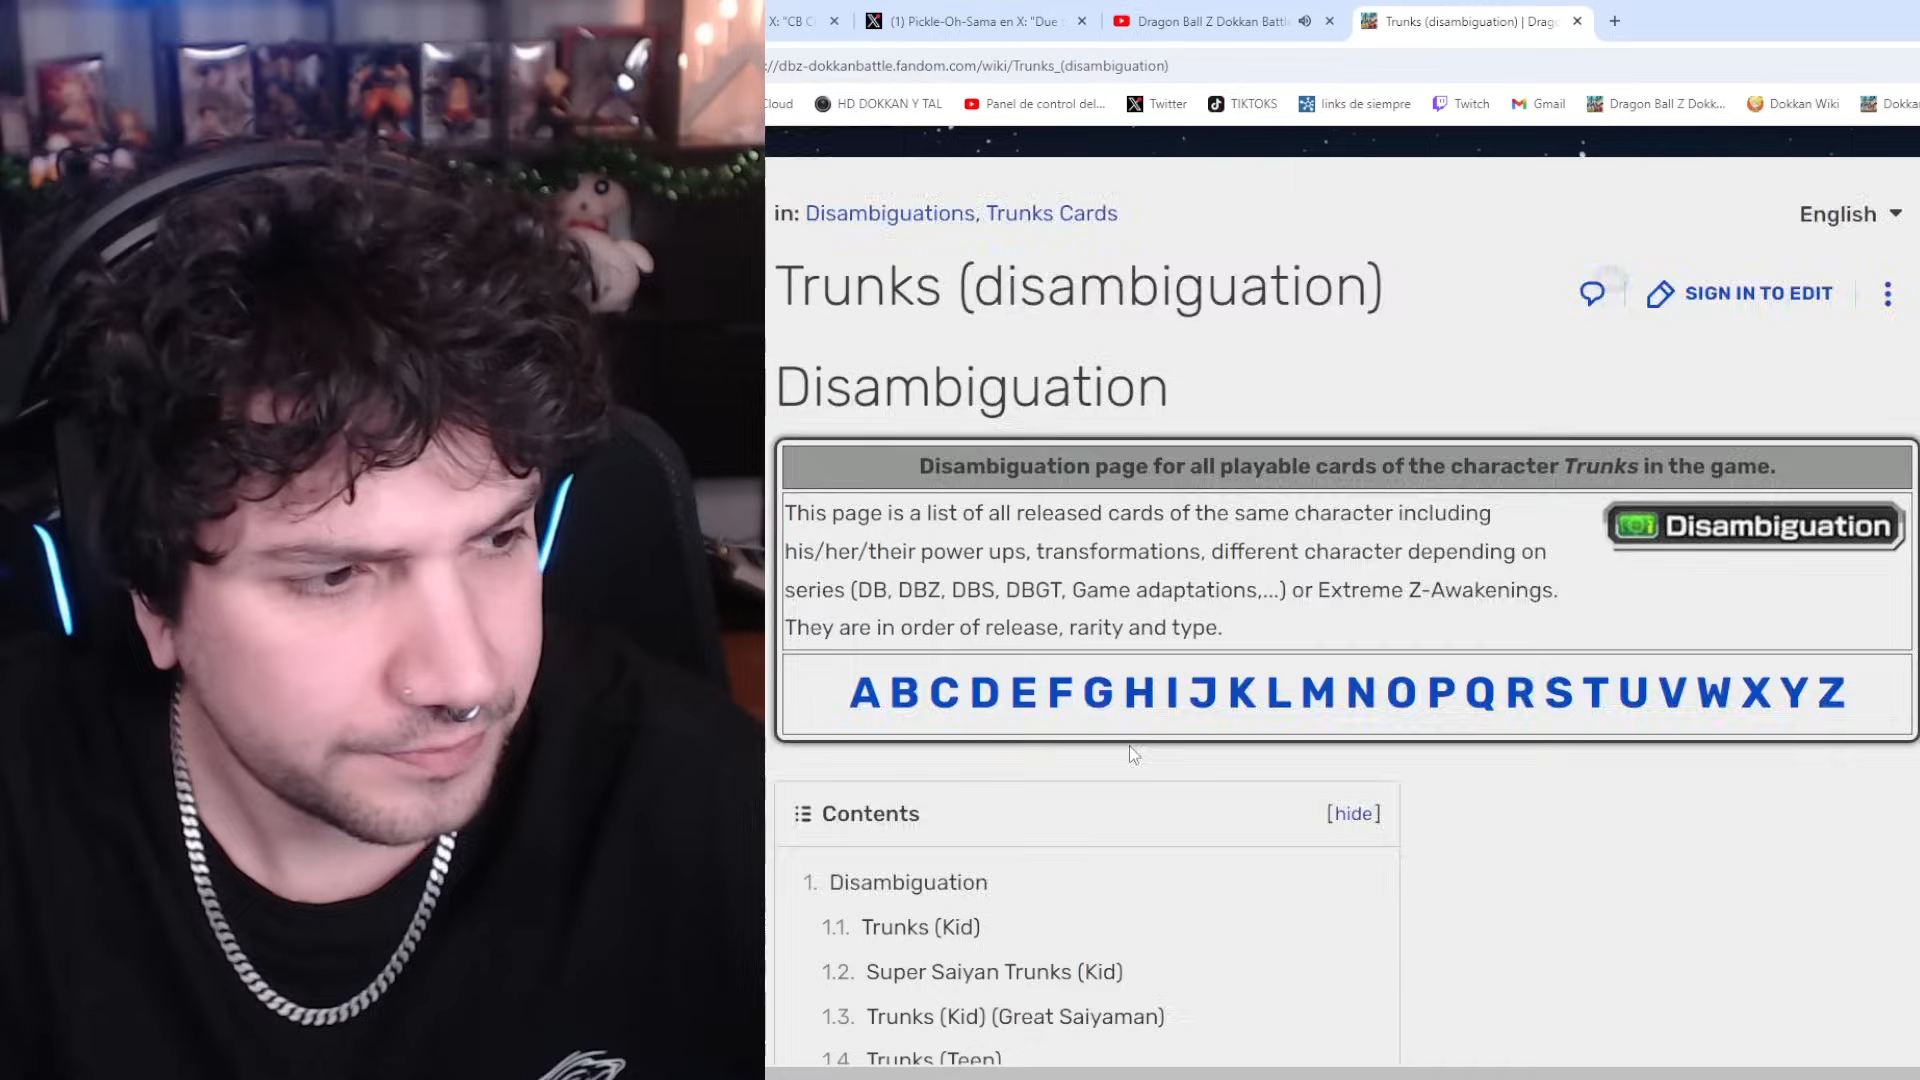 X: "CB C
(1) Pickle-Oh-Sama en X: "Due
Dragon Ball Z Dokkan Battl
Trunks (disambiguation) | Drag
://dbz-dokkanbattle.fandom.com/wiki/Trunks_(disambiguation)
Cloud HD DOKKAN Y TAL Panel de control del... Twitter TIKTOKS links de siempre Twitch Gmail Dragon Ball Z Dokk... Dokkan Wiki Dokka
in: Disambiguations, Trunks Cards
English
Trunks (disambiguation)
SIGN IN TO EDIT
Disambiguation
Disambiguation page for all playable cards of the character Trunks in the game.
This page is a list of all released cards of the same character including
his/her/their power ups, transformations, different character depending on
series (DB, DBZ, DBS, DBGT, Game adaptations,...) or Extreme Z-Awakenings.
They are in order of release, rarity and type.
Disambiguation
A B C D E F G H I J K L M N O P Q R S T U V W X Y Z
Contents [hide]
1. Disambiguation
1.1. Trunks (Kid)
1.2. Super Saiyan Trunks (Kid)
1.3. Trunks (Kid) (Great Saiyaman)
1.4. Trunks (Teen)